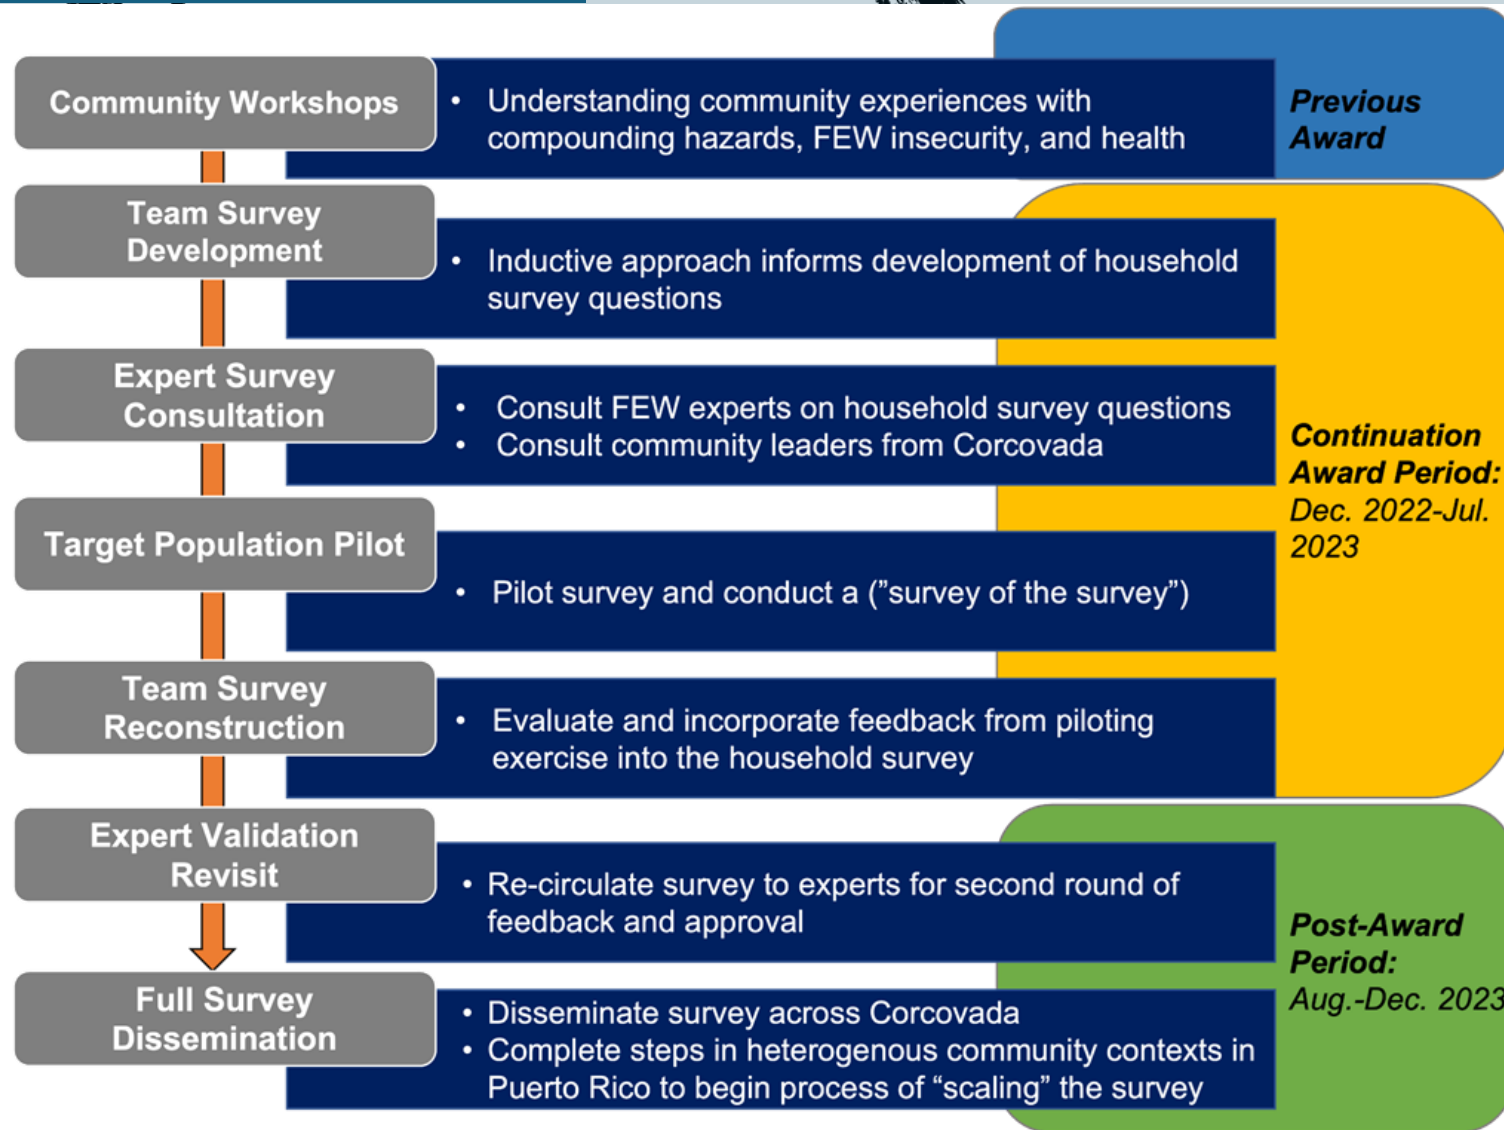 Community Workshops
• Understanding community experiences with
compounding hazards, FEW insecurity, and health
Previous
Award
Team Survey
Development
• Inductive approach informs development of household
survey questions
Expert Survey
Consultation
• Consult FEW experts on household survey questions
• Consult community leaders from Corcovada
Continuation
Award Period:
Dec. 2022-Jul.
2023
Target Population Pilot
• Pilot survey and conduct a (”survey of the survey”)
Team Survey
Reconstruction
• Evaluate and incorporate feedback from piloting
exercise into the household survey
Expert Validation
Revisit
• Re-circulate survey to experts for second round of
feedback and approval
Post-Award
Period:
Aug.-Dec. 2023
Full Survey
Dissemination
• Disseminate survey across Corcovada
• Complete steps in heterogenous community contexts in
Puerto Rico to begin process of “scaling” the survey